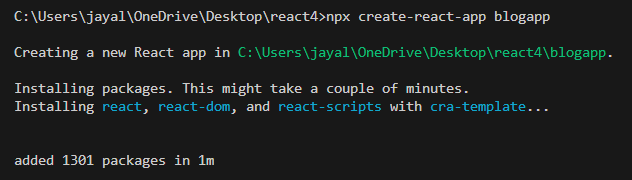 C:\Users\jayal\OneDrive\Desktop\react4>npx create-react-app blogapp
Creating a new React app in C:\Users\jayal\OneDrive\Desktop\react4\blogapp.
Installing packages. This might take a couple of minutes.
Installing react, react-dom, and react-scripts with cra-template...
added 1301 packages in 1m